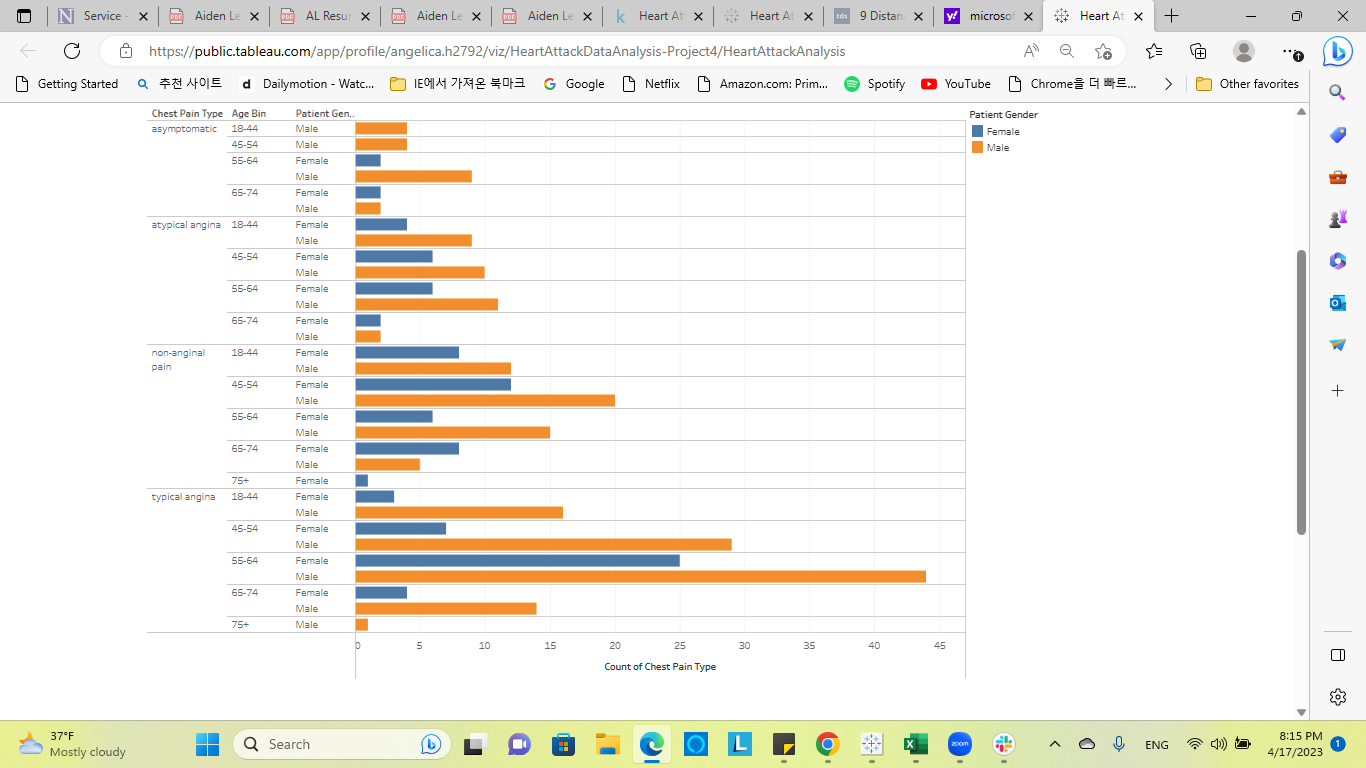 Service -
Aiden Le
AL Resur
Aiden Le
Aiden Le
Heart At
Heart At
9 Distan
microsof
Heart At
https://public.tableau.com/app/profile/angelica.h2792/viz/HeartAttackDataAnalysis-Project4/HeartAttackAnalysis
Getting Started
추천 사이트
Dailymotion - Watc...
IE에서 가져온 북마크
Google
Netflix
Amazon.com: Prim...
Spotify
YouTube
Chrome을 더 빠르...
Other favorites
Chest Pain Type Age Bin Patient Gen..
asymptomatic 18-44 Male
45-54 Male
55-64 Female
Male
65-74 Female
Male
atypical angina 18-44 Female
Male
45-54 Female
Male
55-64 Female
Male
65-74 Female
Male
non-anginal 18-44 Female
pain Male
45-54 Female
Male
55-64 Female
Male
65-74 Female
Male
75+ Female
typical angina 18-44 Female
Male
45-54 Female
Male
55-64 Female
Male
65-74 Female
Male
75+ Male
0 5 10 15 20 25 30 35 40 45
Count of Chest Pain Type
Patient Gender
Female
Male
37°F
Mostly cloudy
Search
ENG
8:15 PM
4/17/2023
1